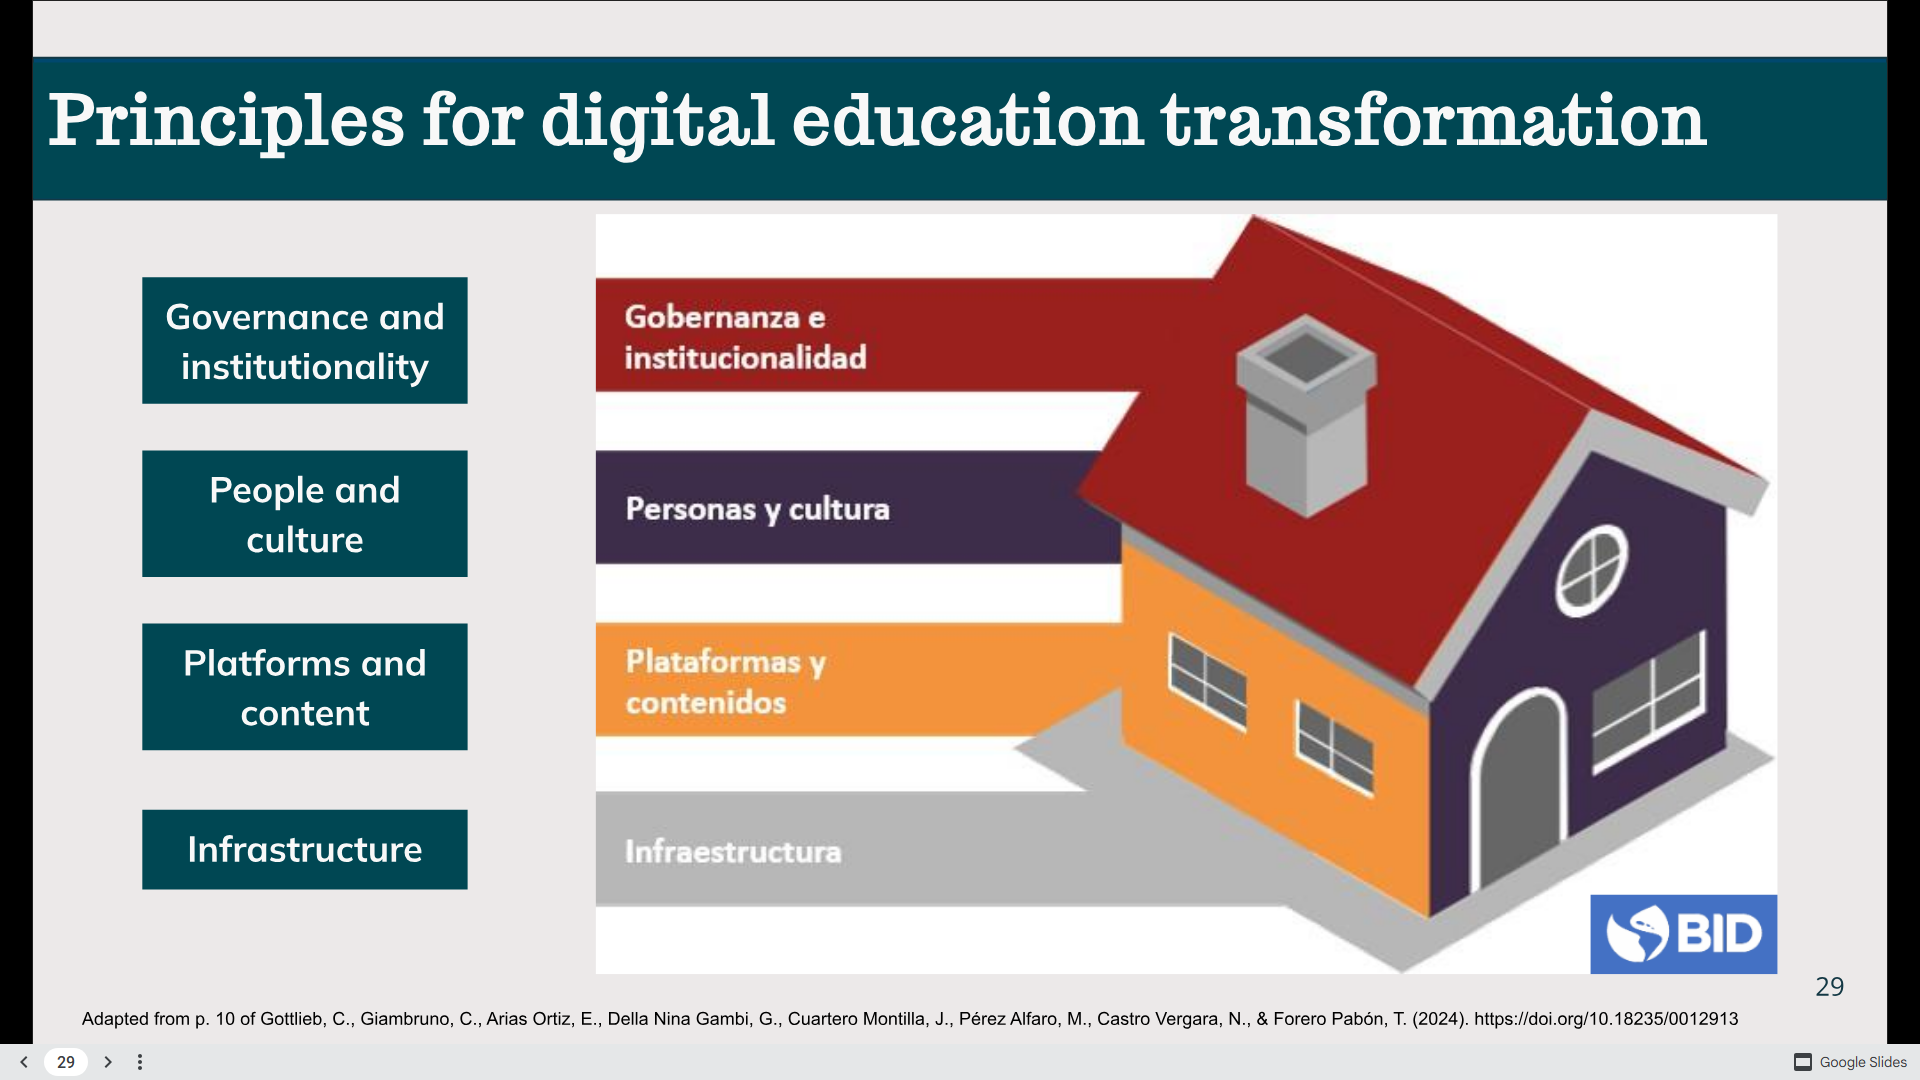 Principles for digital education transformation
Governance and
institutionality
People and
culture
Platforms and
content
Infrastructure
Gobernanza e
institucionalidad
Personas y cultura
Plataformas y
contenidos
Infraestructura
BID
29
Adapted from p. 10 of Gottlieb, C., Giambruno, C., Arias Ortiz, E., Della Nina Gambi, G., Cuartero Montilla, J., Pérez Alfaro, M., Castro Vergara, N., & Forero Pabón, T. (2024). https://doi.org/10.18235/0012913
29
Google Slides